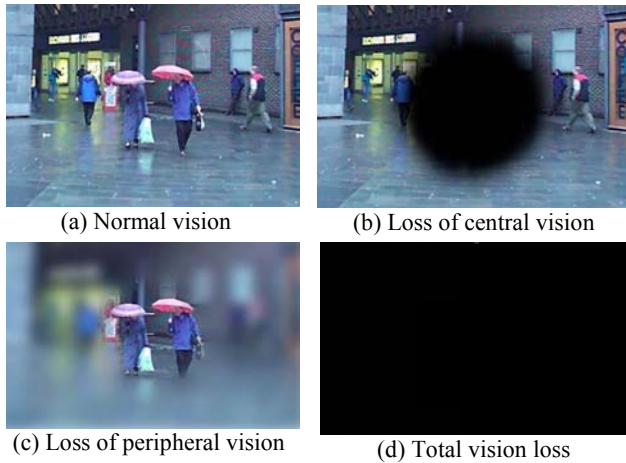 (a) Normal vision
(b) Loss of central vision
(c) Loss of peripheral vision
(d) Total vision loss